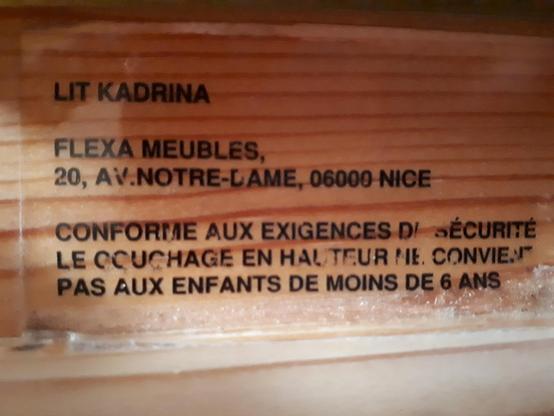 LIT KADRINA
FLEXA MEUBLES,
20, AV.NOTRE-DAME, 06000 NICE
CONFORME AUX EXIGENCES DE SÉCURITÉ
LE COUCHAGE EN HAUTEUR NE CONVIENT
PAS AUX ENFANTS DE MOINS DE 6 ANS